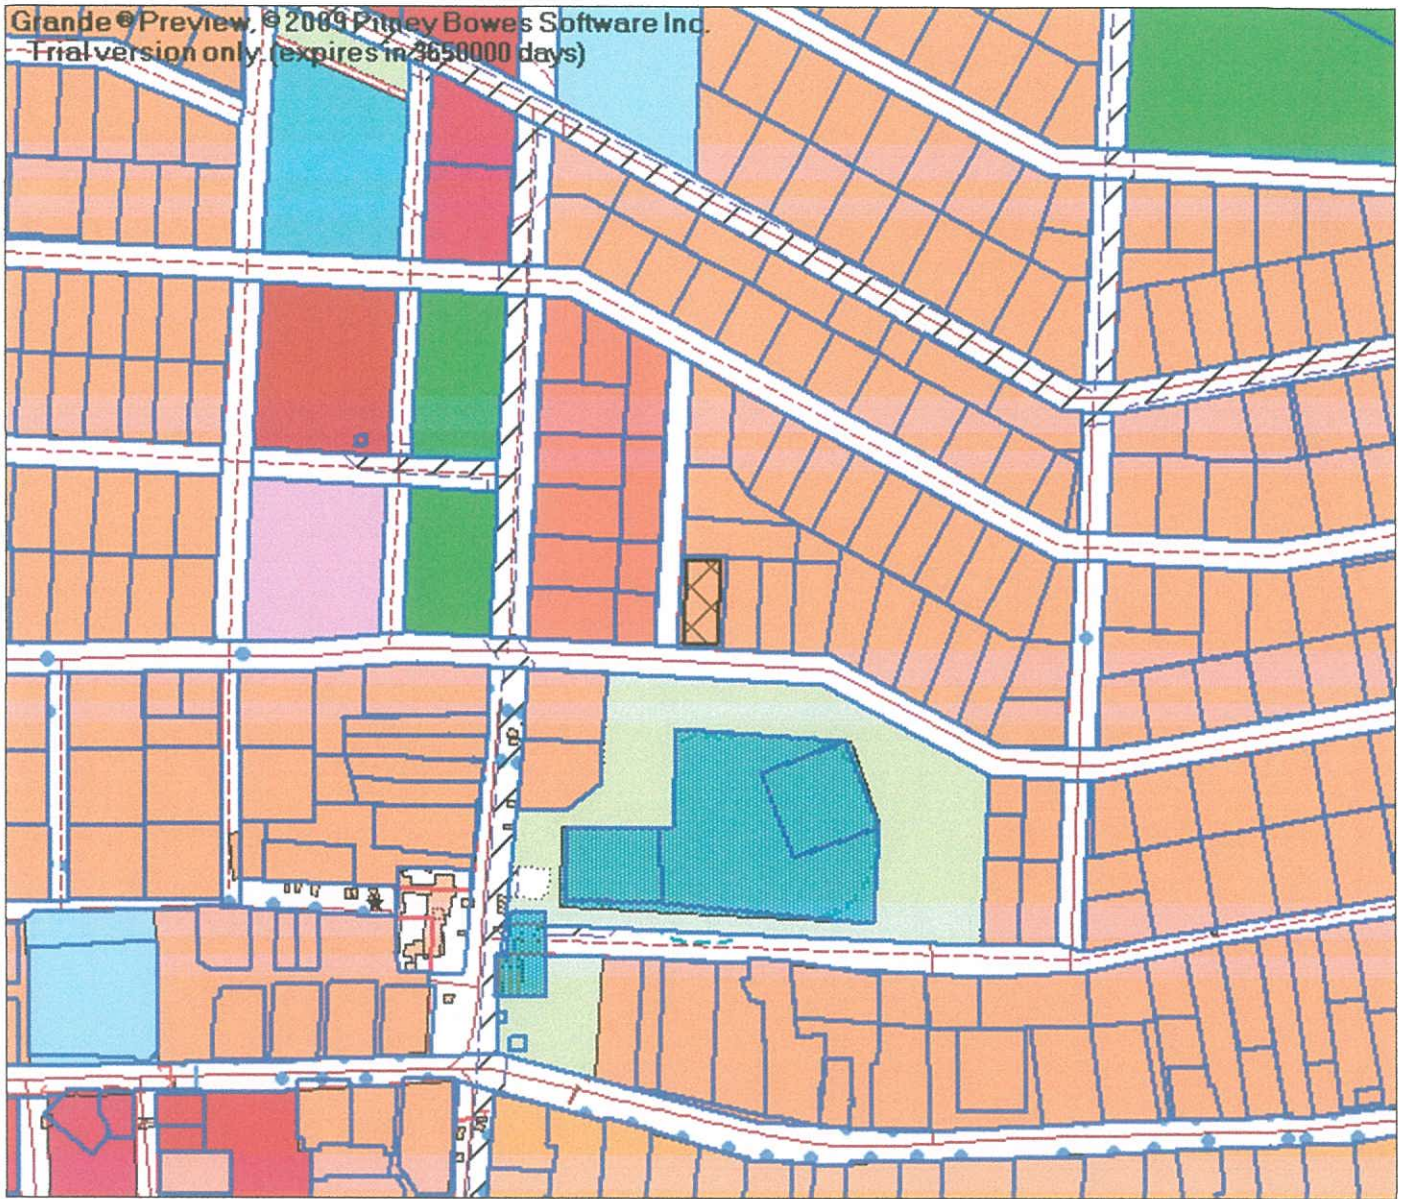 Grande ® Preview, © 2009 Pitney Bowes Software Inc.
Trial version only (expires in 3650000 days)